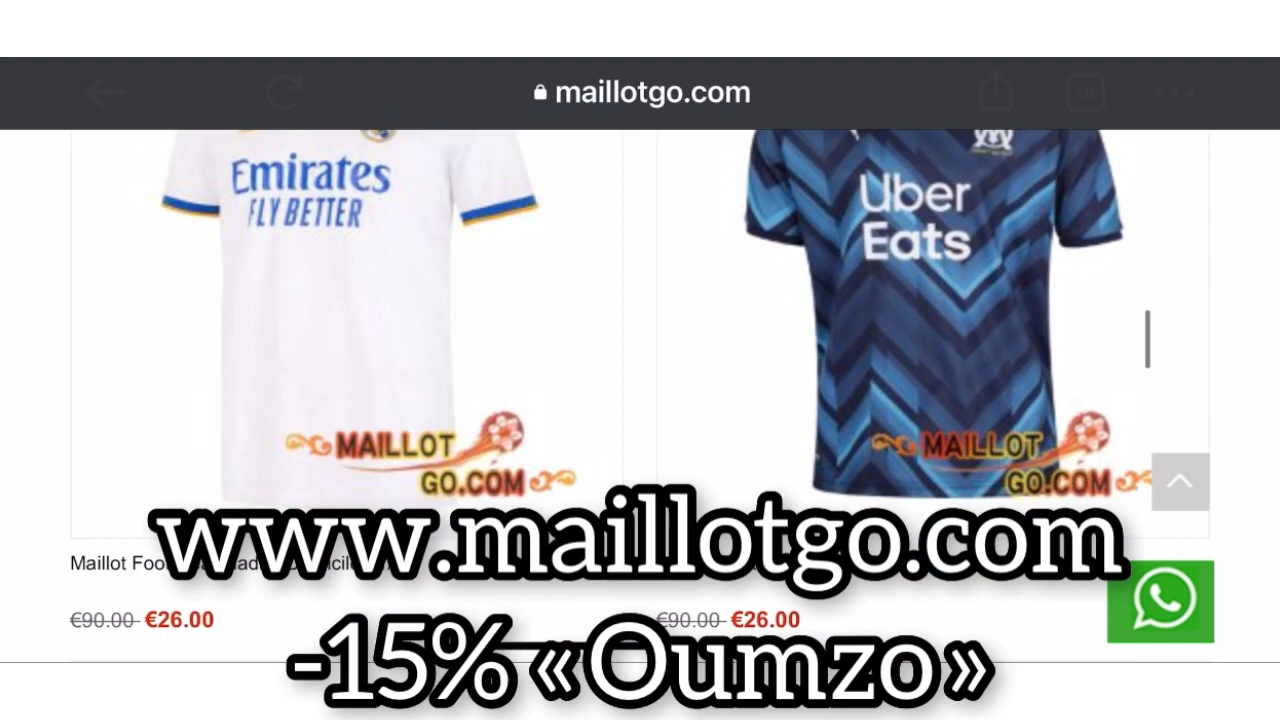 maillotgo.com
Emirates
FLY BETTER
Uber
Eats
MAILLOT
GO.COM
MAILLOT
GO.COM
www.maillotgo.com
Maillot
€90.00 €26.00
€90.00 €26.00
-15% «Oumzo»